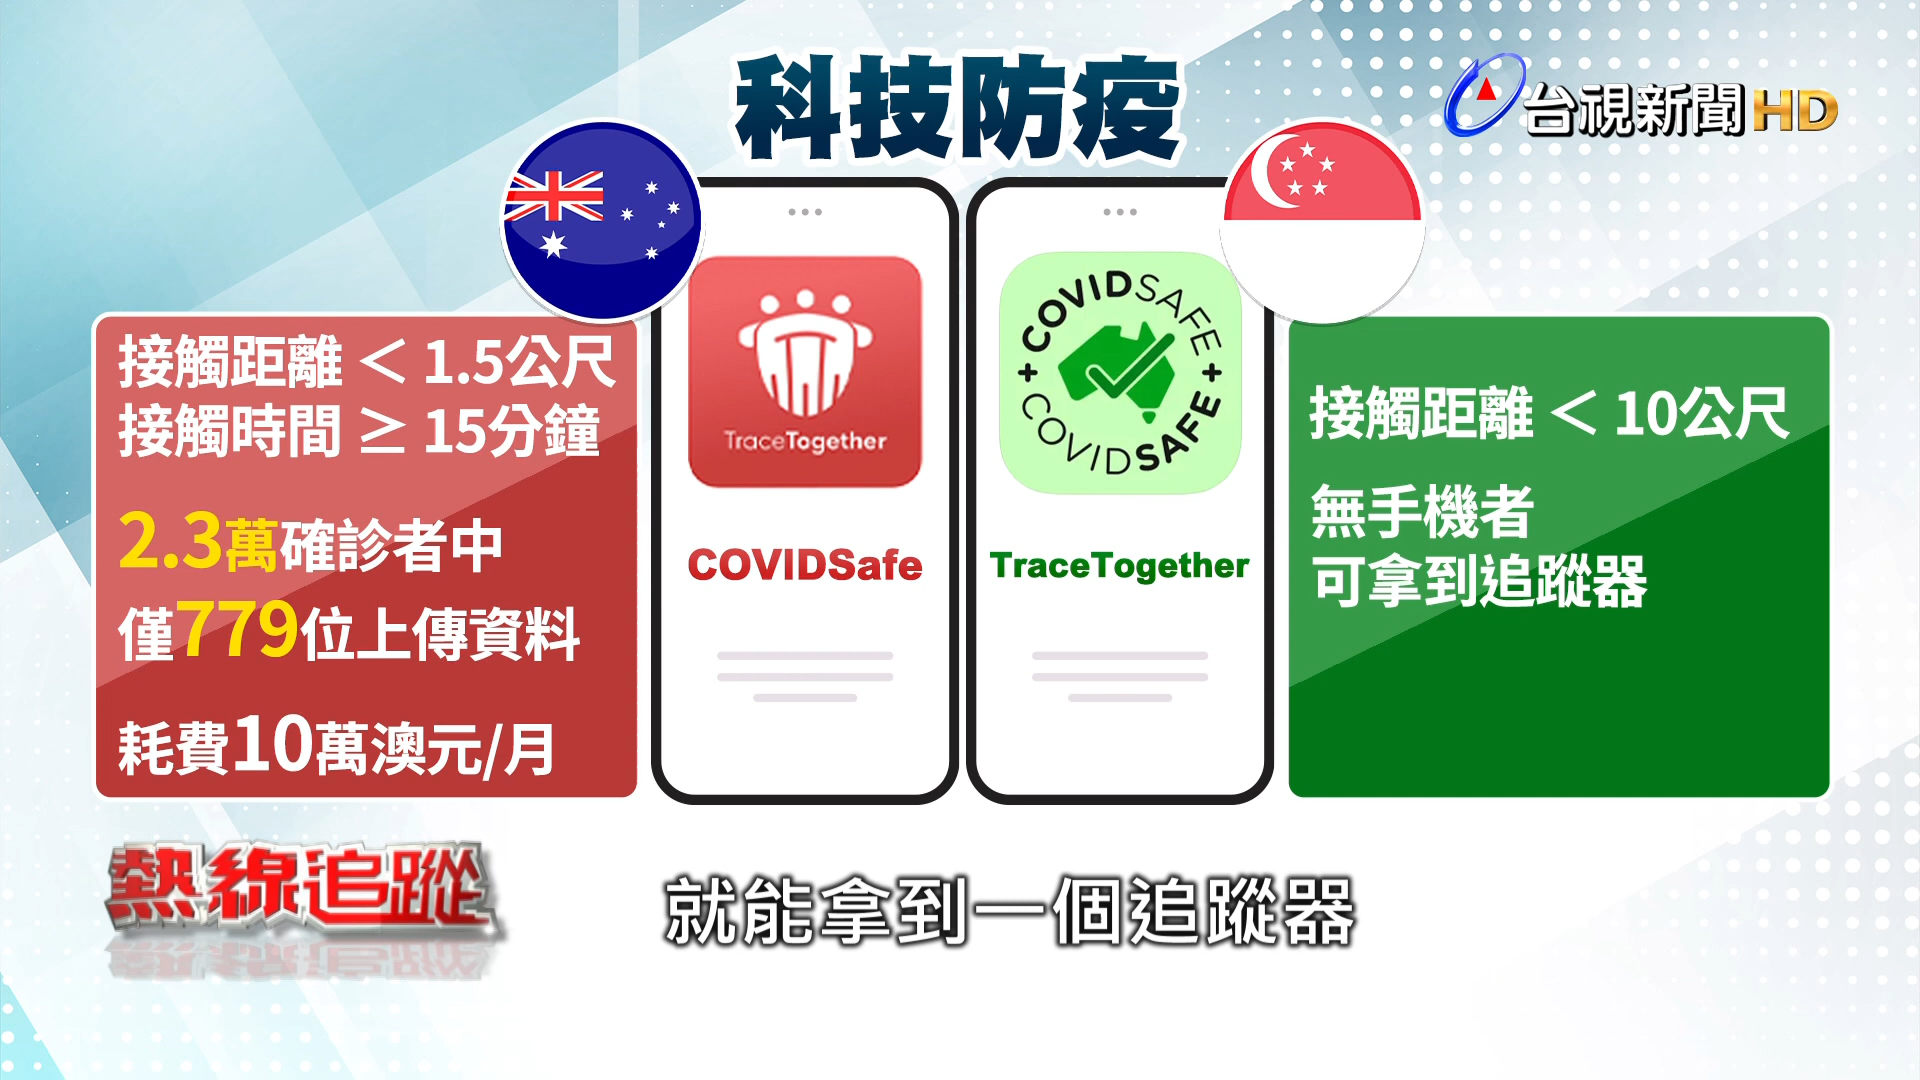 科技防疫
台視新聞HD
接觸距離 < 1.5公尺
接觸時間 ≥ 15分鐘
2.3萬確診者中
僅779位上傳資料
耗費10萬澳元/月
TraceTogether
COVIDSafe
COVIDSAFE + COVIDSAFE +
TraceTogether
接觸距離 < 10公尺
無手機者
可拿到追蹤器
熱線追蹤
就能拿到一個追蹤器